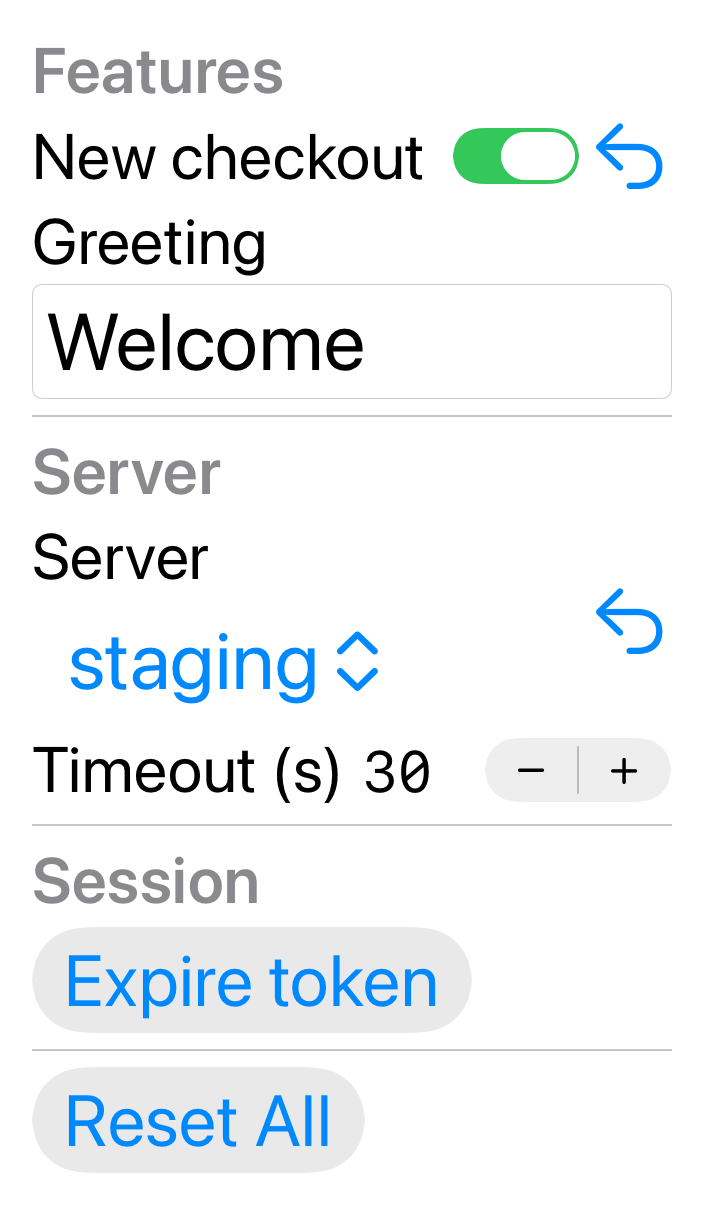 Features
New checkout
Greeting
Welcome
Server
Server
staging
Timeout (s) 30 − +
Session
Expire token
Reset All